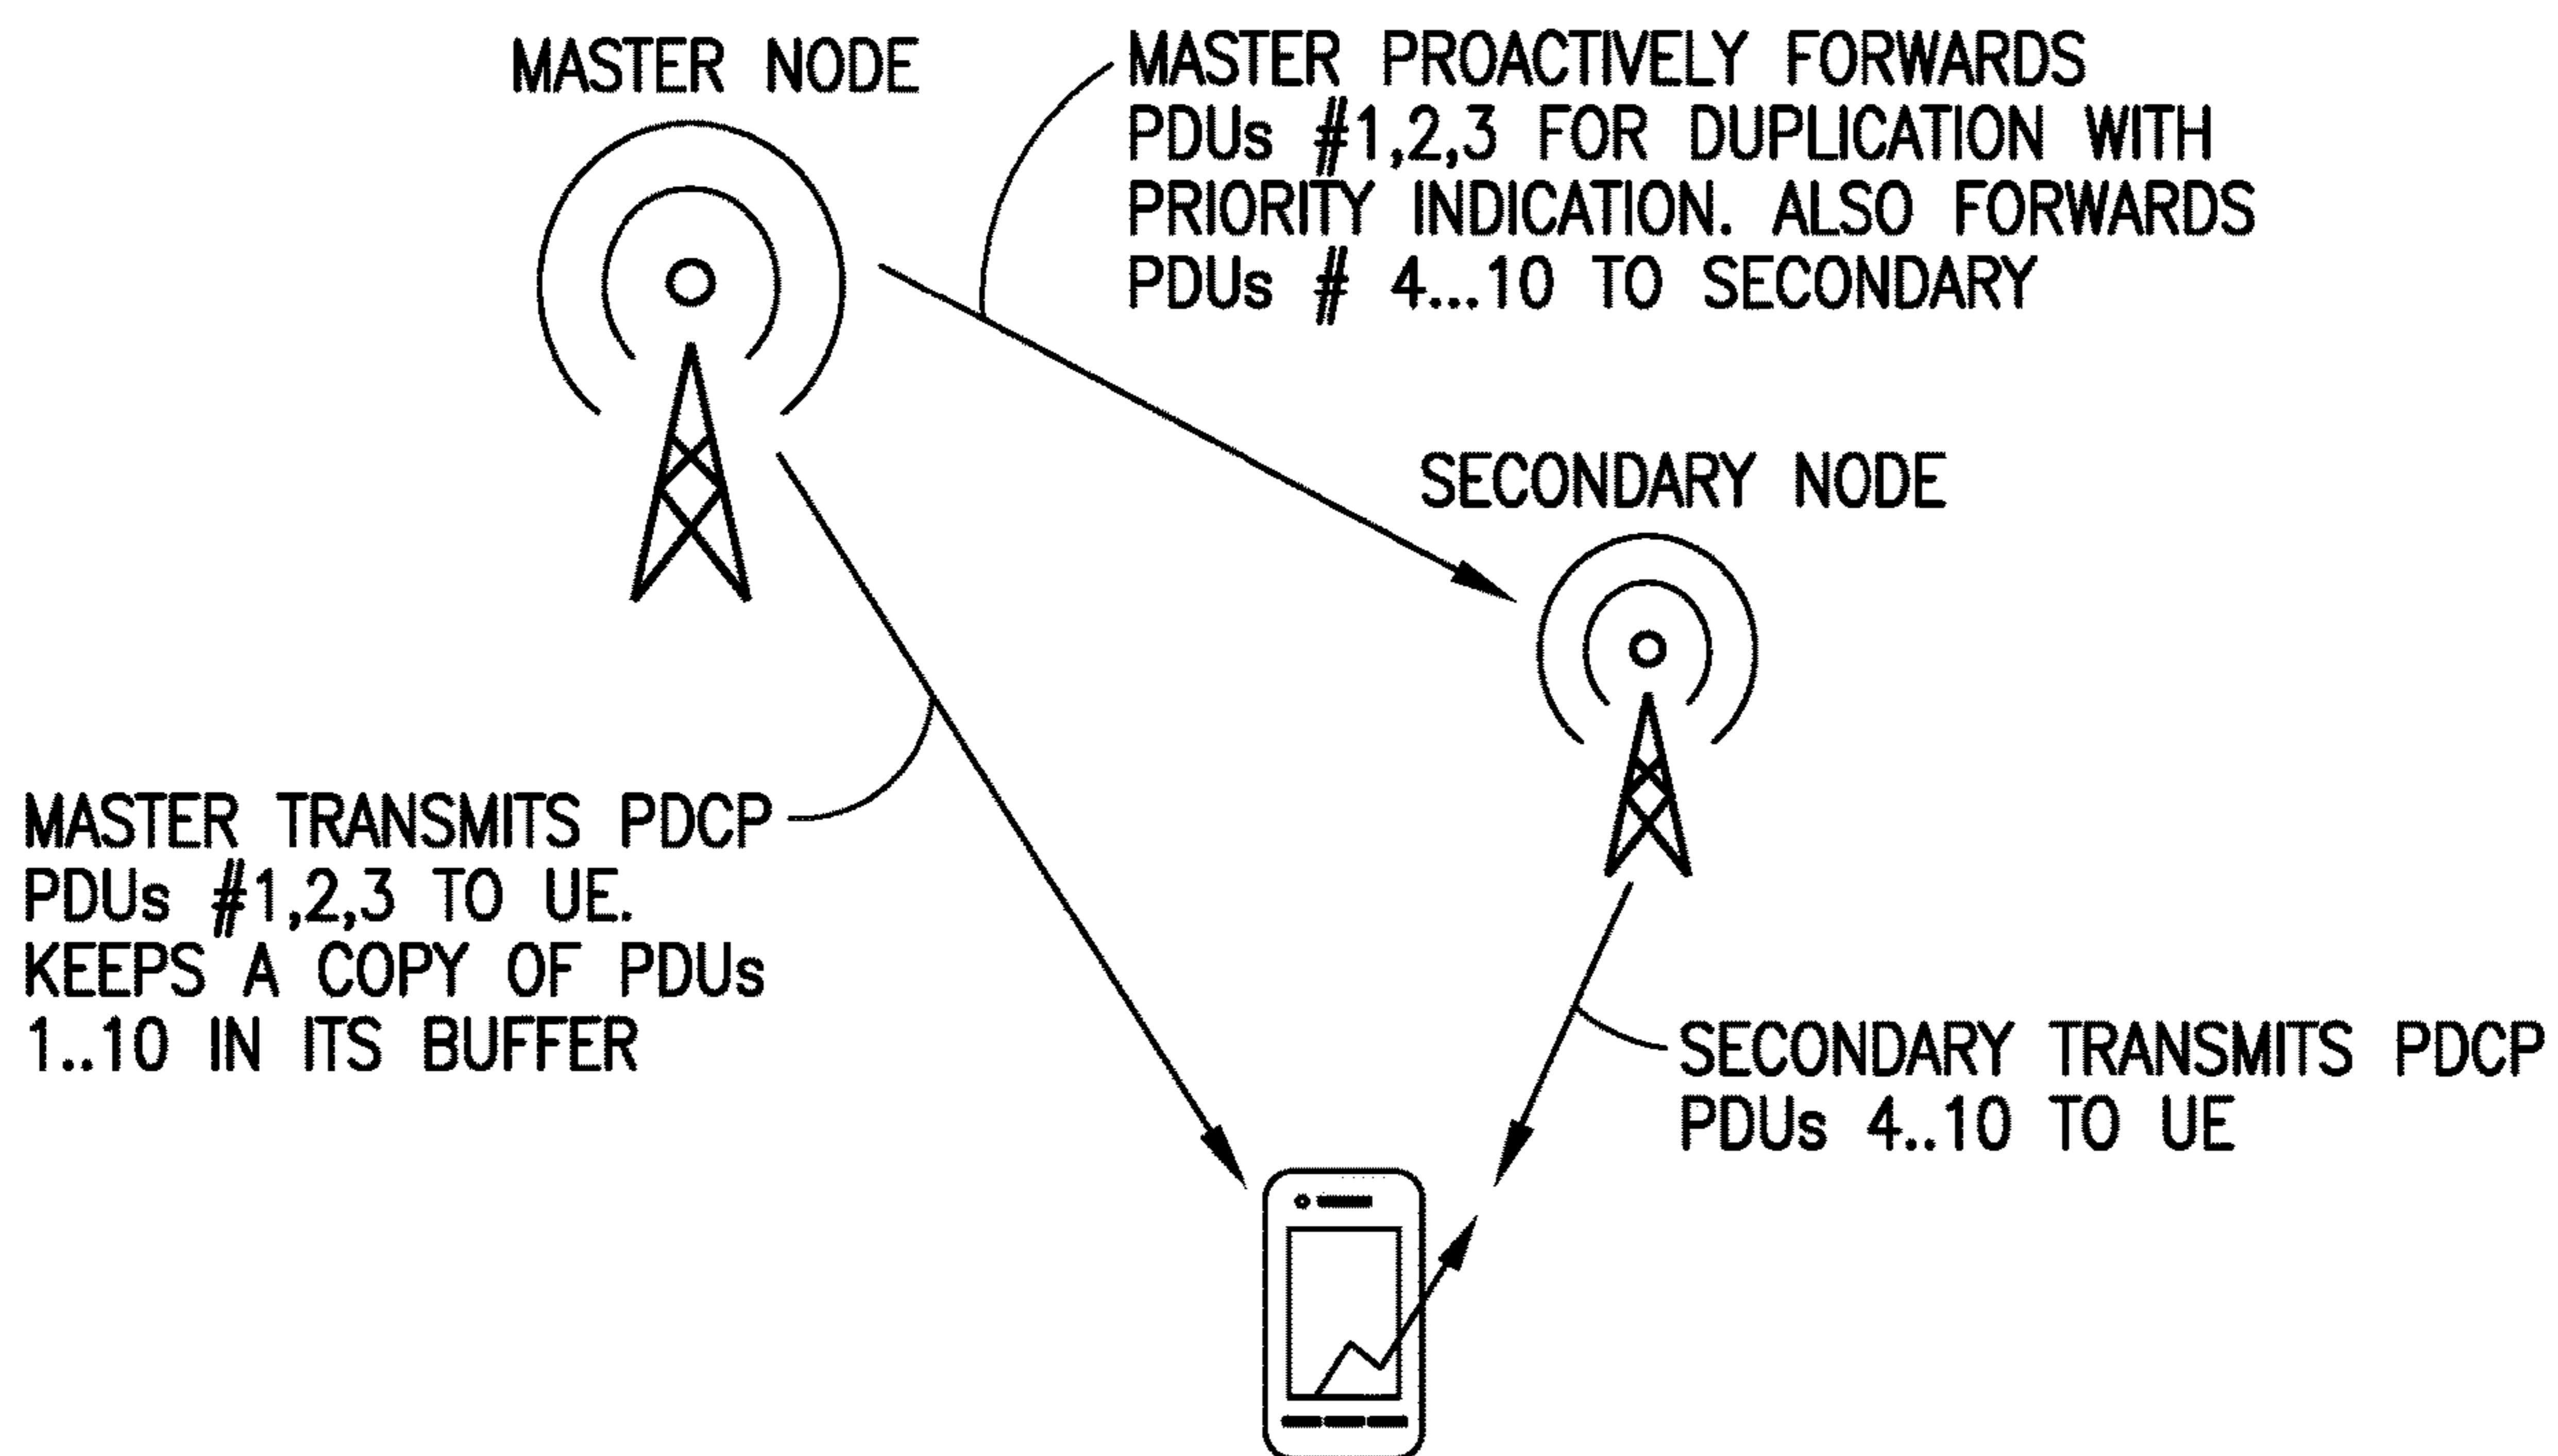 MASTER NODE
MASTER PROACTIVELY FORWARDS
PDUs #1,2,3 FOR DUPLICATION WITH
PRIORITY INDICATION. ALSO FORWARDS
PDUs # 4...10 TO SECONDARY
SECONDARY NODE
MASTER TRANSMITS PDCP
PDUs #1,2,3 TO UE.
KEEPS A COPY OF PDUs
1..10 IN ITS BUFFER
SECONDARY TRANSMITS PDCP
PDUs 4..10 TO UE